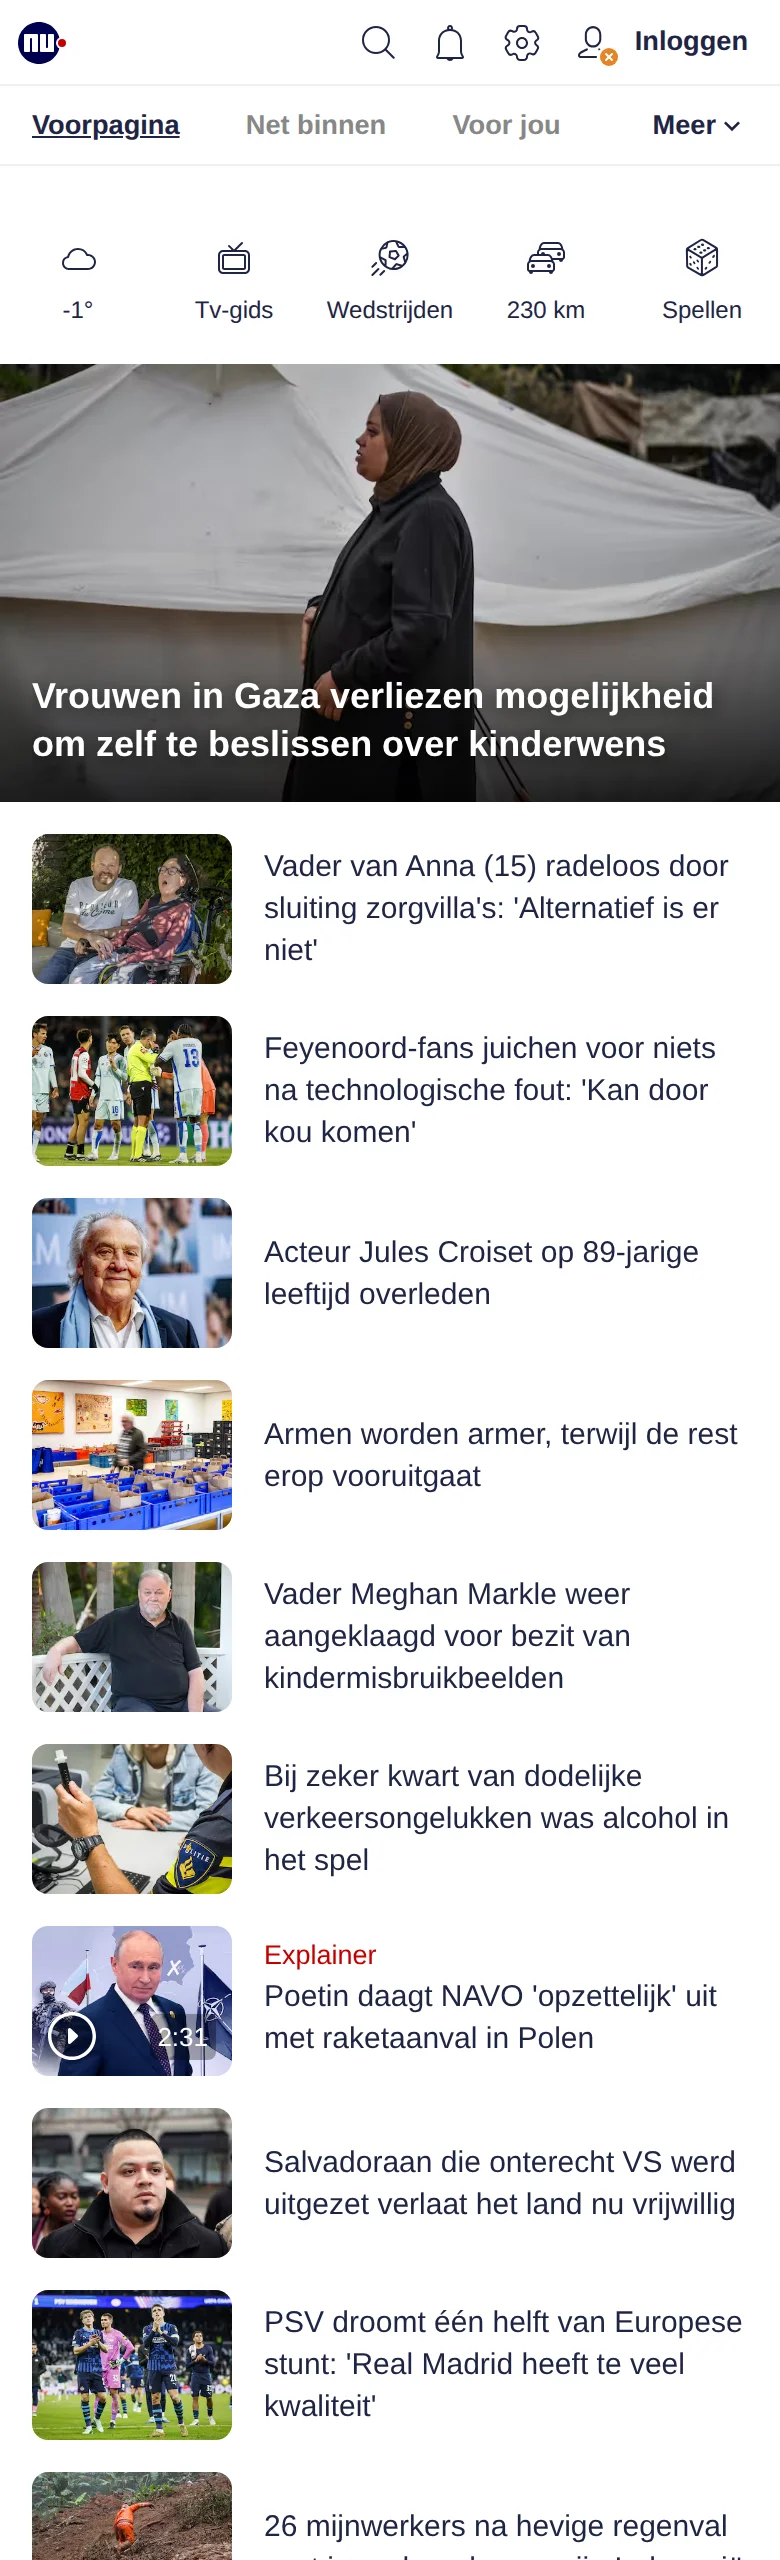 nu
Inloggen
Voorpagina
Net binnen
Voor jou
Meer
-1°
Tv-gids
Wedstrijden
230 km
Spellen
Vrouwen in Gaza verliezen mogelijkheid
om zelf te beslissen over kinderwens
Vader van Anna (15) radeloos door
sluiting zorgvilla's: 'Alternatief is er
niet'
Feyenoord-fans juichen voor niets
na technologische fout: 'Kan door
kou komen'
13
Acteur Jules Croiset op 89-jarige
leeftijd overleden
Armen worden armer, terwijl de rest
erop vooruitgaat
Vader Meghan Markle weer
aangeklaagd voor bezit van
kindermisbruikbeelden
Bij zeker kwart van dodelijke
verkeersongelukken was alcohol in
het spel
POLITIE
Explainer
Poetin daagt NAVO 'opzettelijk' uit
met raketaanval in Polen
2:31
Salvadoraan die onterecht VS werd
uitgezet verlaat het land nu vrijwillig
PSV droomt één helft van Europese
stunt: 'Real Madrid heeft te veel
kwaliteit'
26 mijnwerkers na hevige regenval